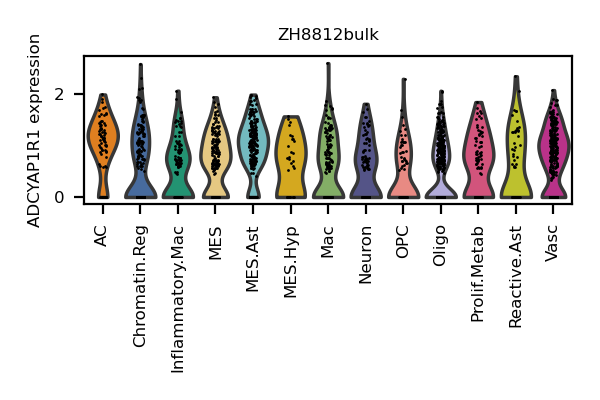 ZH8812bulk
ADCYAP1R1 expression
2
0
AC
Chromatin.Reg
Inflammatory.Mac
MES
MES.Ast
MES.Hyp
Mac
Neuron
OPC
Oligo
Prolif.Metab
Reactive.Ast
Vasc